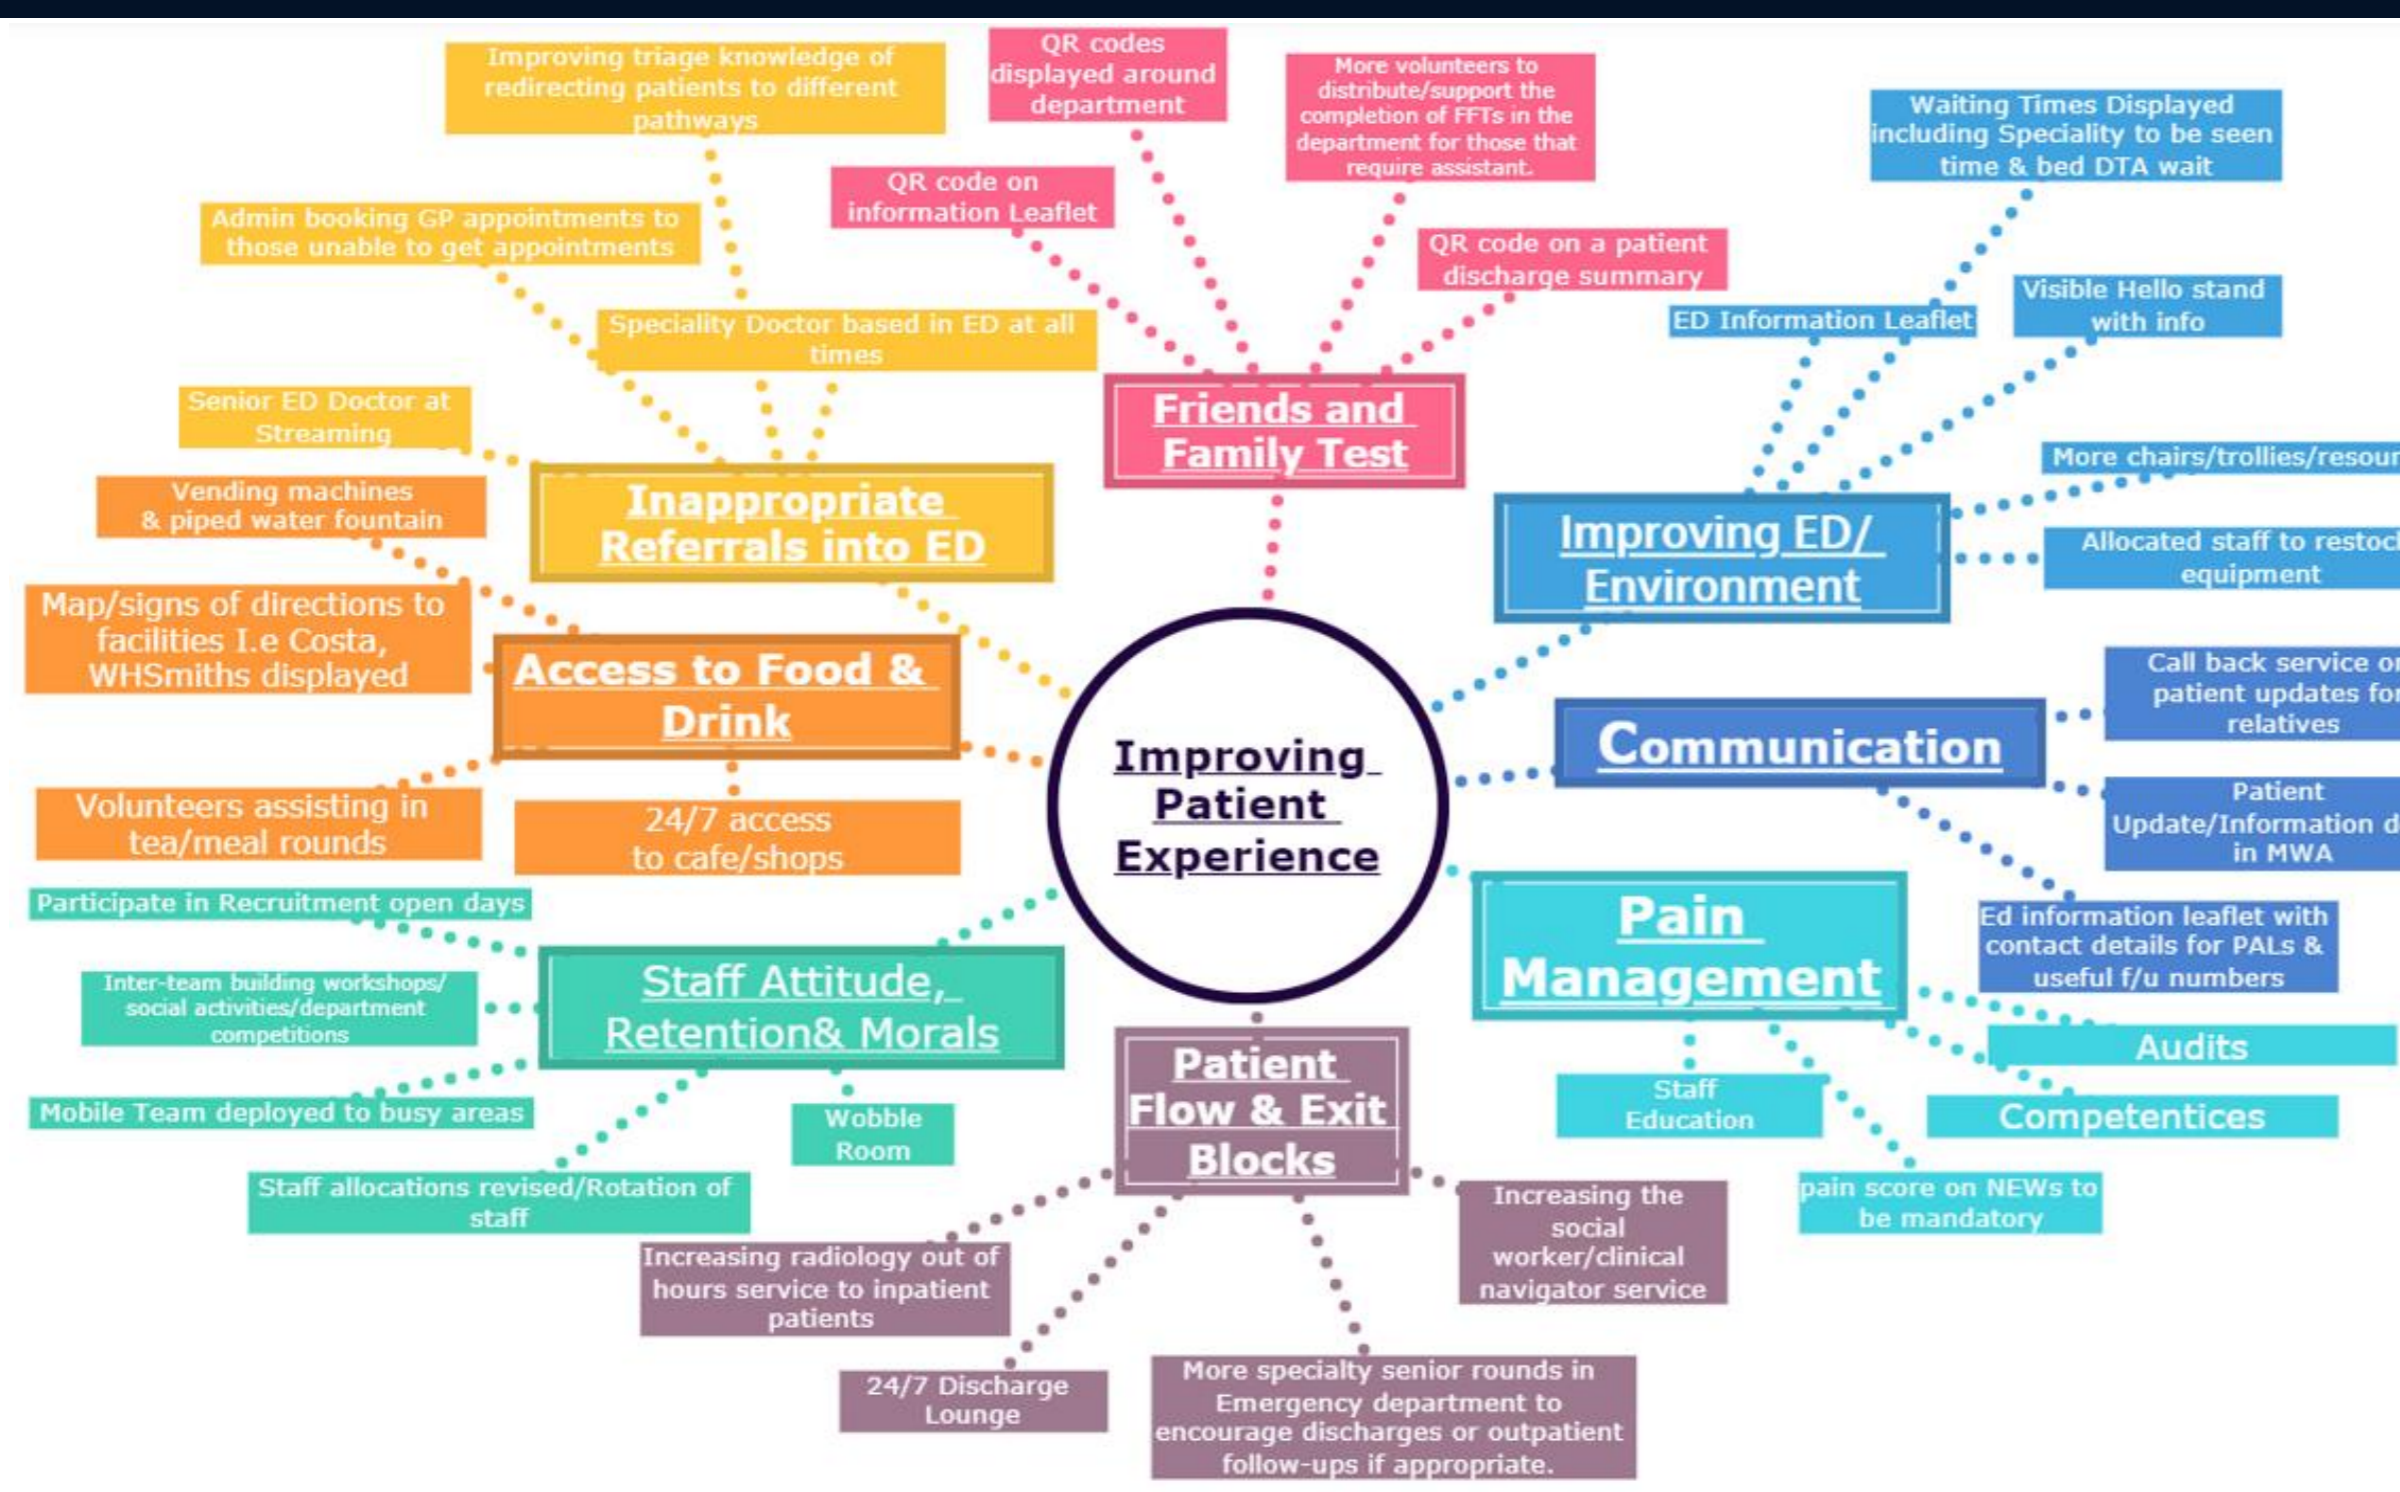 Improving triage knowledge of
redirecting patients to different
pathways
QR codes
displayed around
department
More volunteers to
distribute/support the
completion of FFTs in the
department for those that
require assistant.
Waiting Times Displayed
including Speciality to be seen
time & bed DTA wait
QR code on
information Leaflet
Admin booking GP appointments to
those unable to get appointments
QR code on a patient
discharge summary
Visible Hello stand
with info
ED Information Leaflet
Speciality Doctor based in ED at all
times
Senior ED Doctor at
Streaming
Friends and
Family Test
More chairs/trollies/resour
Vending machines
& piped water fountain
Inappropriate
Referrals into ED
Improving ED/
Environment
Allocated staff to restock
equipment
Map/signs of directions to
facilities I.e Costa,
WHSmiths displayed
Access to Food &
Drink
Call back service or
patient updates for
relatives
Communication
Improving
Patient
Experience
Patient
Update/Information d
in MWA
Volunteers assisting in
tea/meal rounds
24/7 access
to cafe/shops
Participate in Recruitment open days
Pain
Management
Ed information leaflet with
contact details for PALs &
useful f/u numbers
Staff Attitude,
Retention& Morals
Inter-team building workshops/
social activities/department
competitions
Audits
Patient
Flow & Exit
Blocks
Staff
Education
Competentices
Mobile Team deployed to busy areas
Wobble
Room
Staff allocations revised/Rotation of
staff
pain score on NEWs to
be mandatory
Increasing the
social
worker/clinical
navigator service
Increasing radiology out of
hours service to inpatient
patients
24/7 Discharge
Lounge
More specialty senior rounds in
Emergency department to
encourage discharges or outpatient
follow-ups if appropriate.